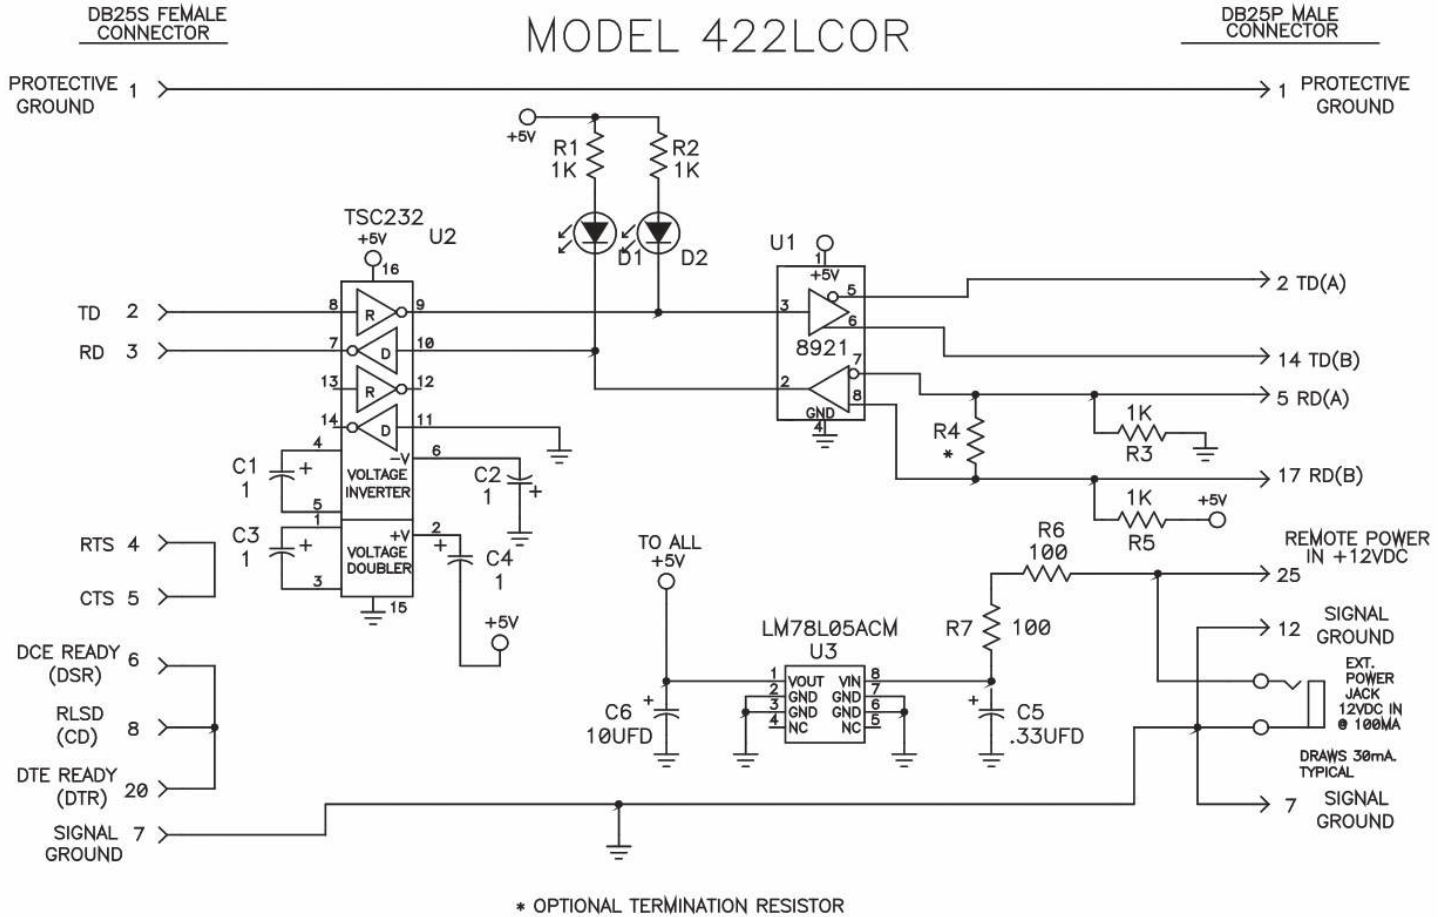 DB25S FEMALE
CONNECTOR
MODEL 422LCOR
DB25P MALE
CONNECTOR
PROTECTIVE
GROUND
1
1
PROTECTIVE
GROUND
+5V
R1
1K
R2
1K
D1
D2
TSC232
+5V
U2
16
TD 2
RD 3
8
R
9
7
D
10
13
R
12
14
D
11
4
C1
1
+
5
-V
6
VOLTAGE
INVERTER
C2
1
+
1
C3
1
+
3
+V
2
VOLTAGE
DOUBLER
+
C4
1
15
+5V
U1
1
+5V
3
5
6
8921
2
7
8
GND
4
2 TD(A)
14 TD(B)
5 RD(A)
17 RD(B)
R4
*
1K
R3
1K
R5
+5V
RTS 4
CTS 5
DCE READY
(DSR)
6
RLSD
(CD)
8
DTE READY
(DTR)
20
SIGNAL
GROUND
7
TO ALL
+5V
+
C6
10UFD
LM78L05ACM
U3
1
VOUT
VIN
8
2
GND
GND
7
3
GND
GND
6
4
NC
NC
5
R6
100
R7
100
+
C5
.33UFD
REMOTE POWER
IN +12VDC
25
12
SIGNAL
GROUND
EXT.
POWER
JACK
12VDC IN
@ 100MA
DRAWS 30mA.
TYPICAL
7
SIGNAL
GROUND
* OPTIONAL TERMINATION RESISTOR